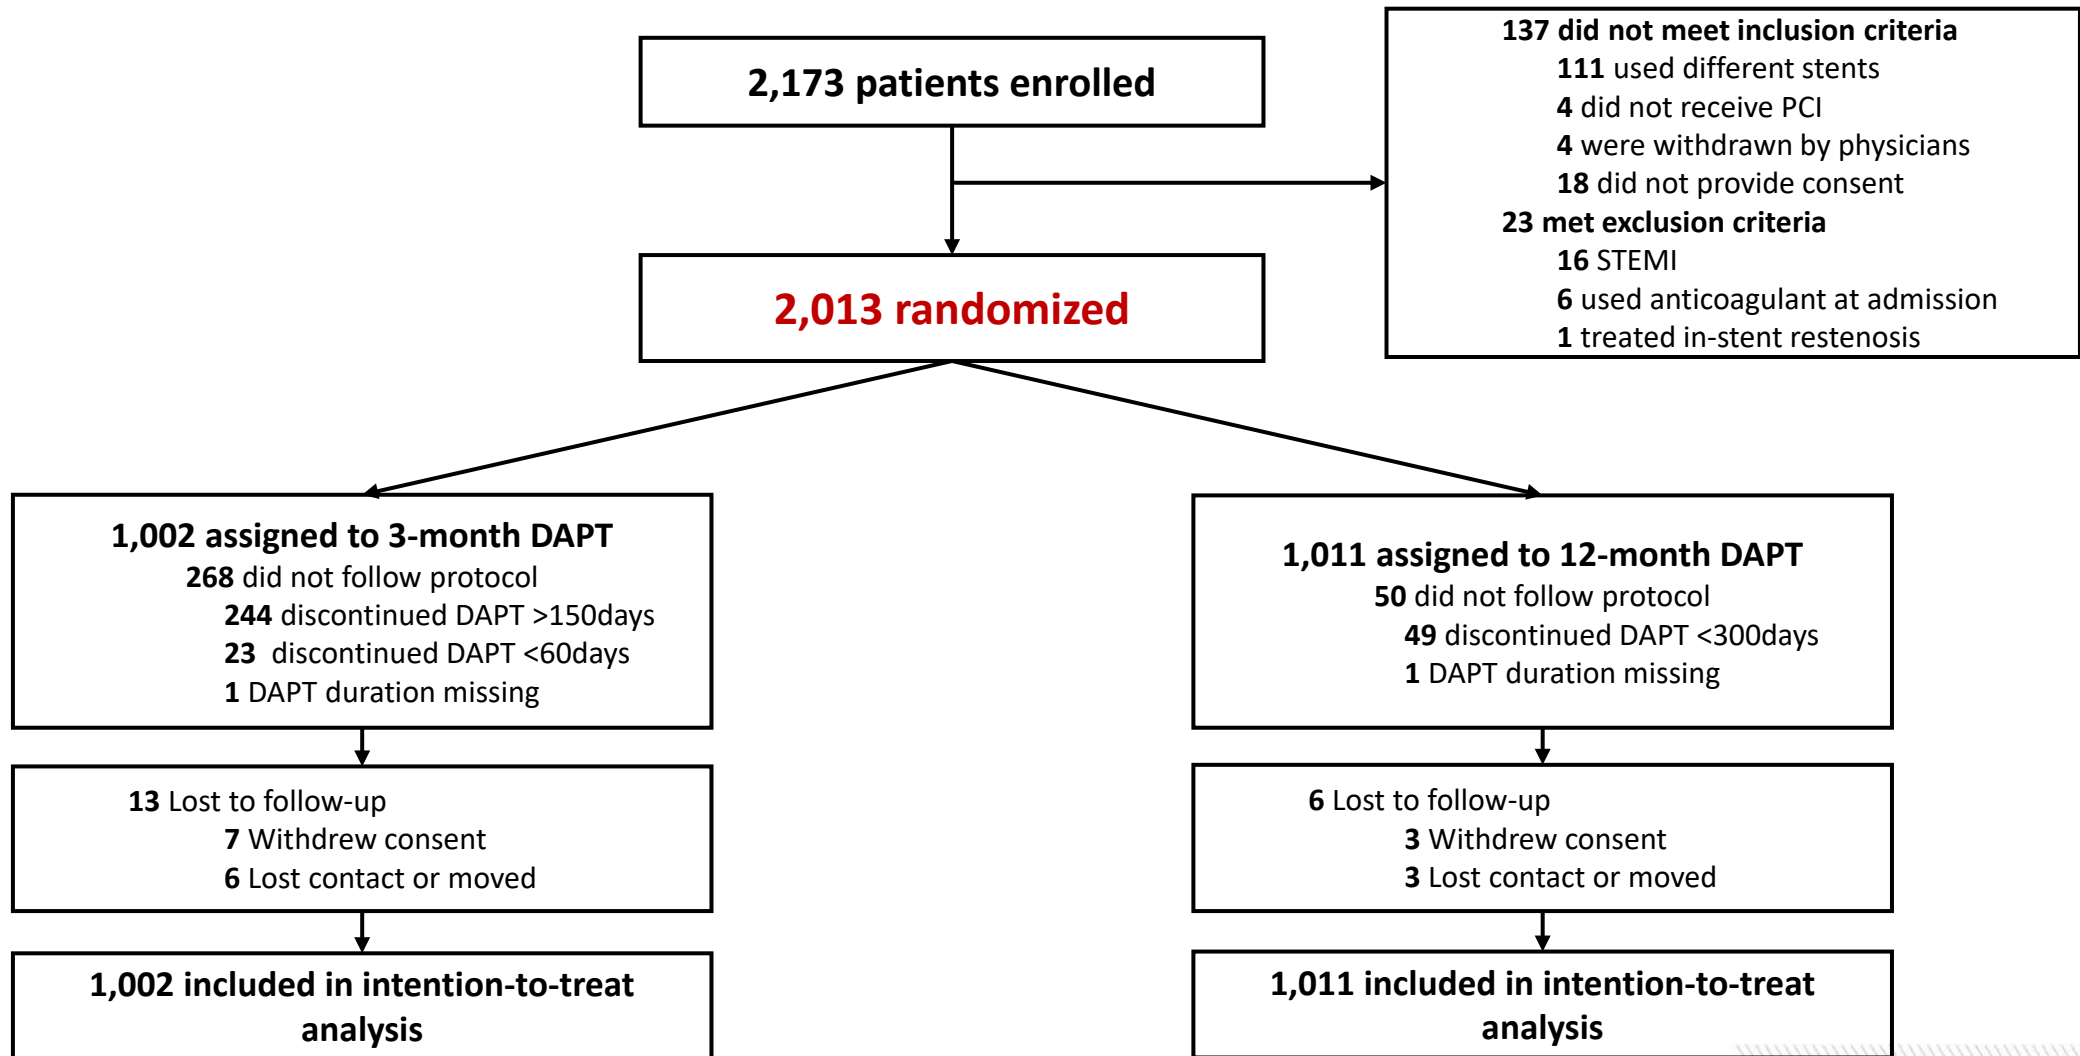 2,173 patients enrolled
137 did not meet inclusion criteria
111 used different stents
4 did not receive PCI
4 were withdrawn by physicians
18 did not provide consent
23 met exclusion criteria
16 STEMI
6 used anticoagulant at admission
1 treated in-stent restenosis
2,013 randomized
1,002 assigned to 3-month DAPT
268 did not follow protocol
244 discontinued DAPT >150days
23 discontinued DAPT <60days
1 DAPT duration missing
13 Lost to follow-up
7 Withdrew consent
6 Lost contact or moved
1,002 included in intention-to-treat
analysis
1,011 assigned to 12-month DAPT
50 did not follow protocol
49 discontinued DAPT <300days
1 DAPT duration missing
6 Lost to follow-up
3 Withdrew consent
3 Lost contact or moved
1,011 included in intention-to-treat
analysis